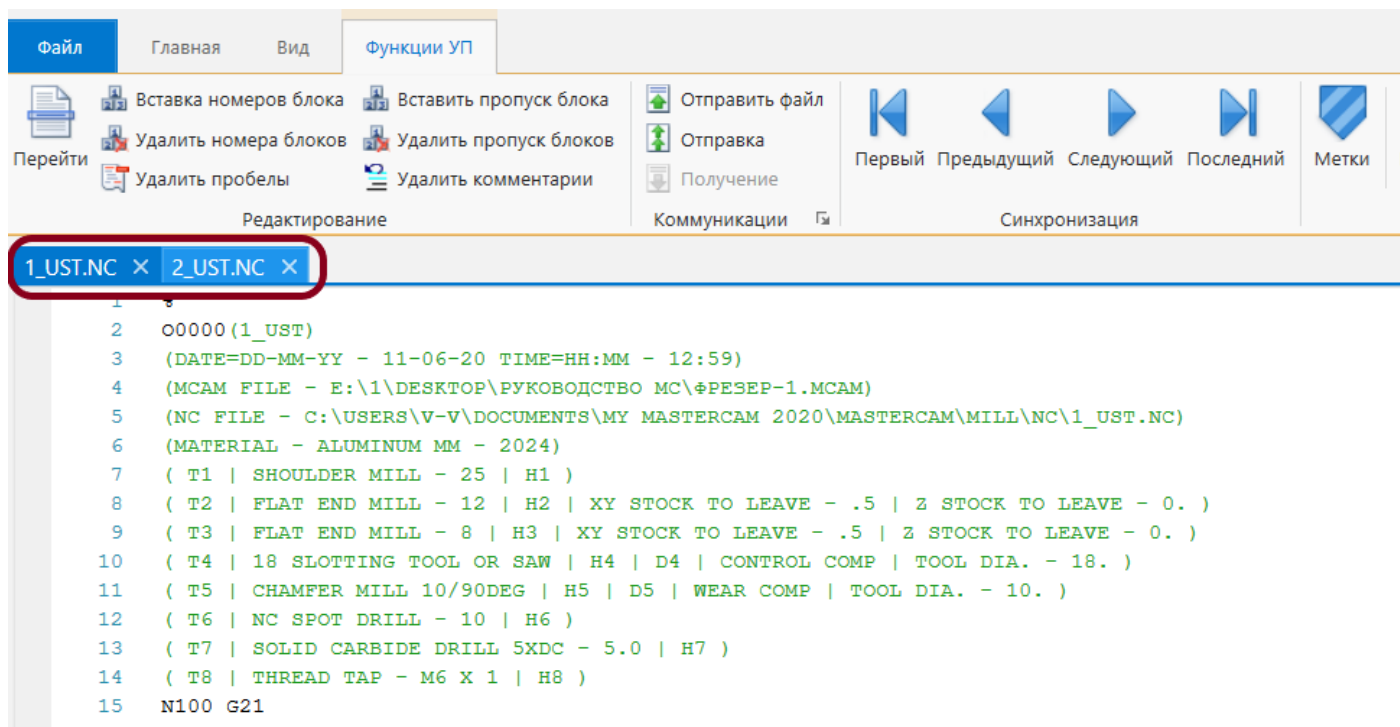 Файл Главная Вид Функции УП
Вставка номеров блока Вставить пропуск блока Отправить файл
Удалить номера блоков Удалить пропуск блоков Отправка
Перейти Первый Предыдущий Следующий Последний Метки
Удалить пробелы Удалить комментарии Получение
Редактирование Коммуникации Синхронизация
1_UST.NC × 2_UST.NC ×
1 %
2 O0000(1_UST)
3 (DATE=DD-MM-YY - 11-06-20 TIME=HH:MM - 12:59)
4 (MCAM FILE - E:\1\DESKTOP\РУКОВОДСТВО МС\ФРЕЗЕР-1.MCAM)
5 (NC FILE - C:\USERS\V-V\DOCUMENTS\MY MASTERCAM 2020\MASTERCAM\MILL\NC\1_UST.NC)
6 (MATERIAL - ALUMINUM MM - 2024)
7 ( T1 | SHOULDER MILL - 25 | H1 )
8 ( T2 | FLAT END MILL - 12 | H2 | XY STOCK TO LEAVE - .5 | Z STOCK TO LEAVE - 0. )
9 ( T3 | FLAT END MILL - 8 | H3 | XY STOCK TO LEAVE - .5 | Z STOCK TO LEAVE - 0. )
10 ( T4 | 18 SLOTTING TOOL OR SAW | H4 | D4 | CONTROL COMP | TOOL DIA. - 18. )
11 ( T5 | CHAMFER MILL 10/90DEG | H5 | D5 | WEAR COMP | TOOL DIA. - 10. )
12 ( T6 | NC SPOT DRILL - 10 | H6 )
13 ( T7 | SOLID CARBIDE DRILL 5XDC - 5.0 | H7 )
14 ( T8 | THREAD TAP - M6 X 1 | H8 )
15 N100 G21